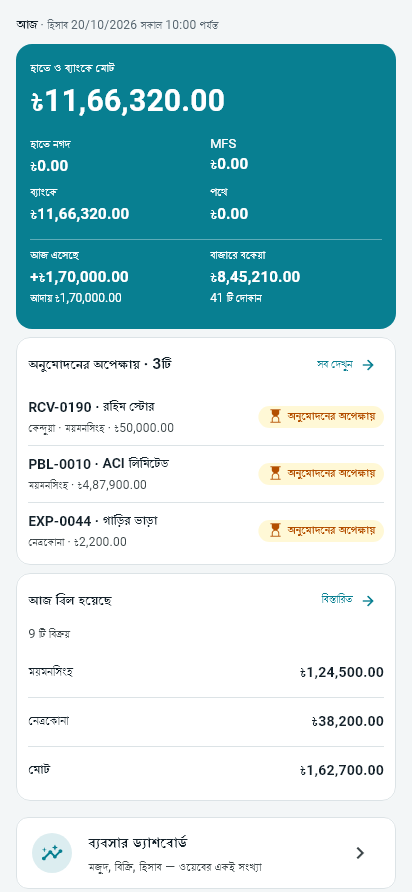 আজ · হিসাব 20/10/2026 সকাল 10:00 পর্যন্ত
হাতে ও ব্যাংকে মোট
৳11,66,320.00
হাতে নগদ
৳0.00
MFS
৳0.00
ব্যাংকে
৳11,66,320.00
পথে
৳0.00
আজ এসেছে
+৳1,70,000.00
আদায় ৳1,70,000.00
বাজারে বকেয়া
৳8,45,210.00
41 টি দোকান
অনুমোদনের অপেক্ষায় · 3টি
সব দেখুন
RCV-0190 · রহিম স্টোর
কেন্দুয়া · ময়মনসিংহ · ৳50,000.00
অনুমোদনের অপেক্ষায়
PBL-0010 · ACI লিমিটেড
ময়মনসিংহ · ৳4,87,900.00
অনুমোদনের অপেক্ষায়
EXP-0044 · গাড়ির ভাড়া
নেত্রকোনা · ৳2,200.00
অনুমোদনের অপেক্ষায়
আজ বিল হয়েছে
বিস্তারিত
9 টি বিক্রয়
ময়মনসিংহ ৳1,24,500.00
নেত্রকোনা ৳38,200.00
মোট ৳1,62,700.00
ব্যবসার ড্যাশবোর্ড
মজুদ, বিক্রি, হিসাব — ওয়েবের একই সংখ্যা